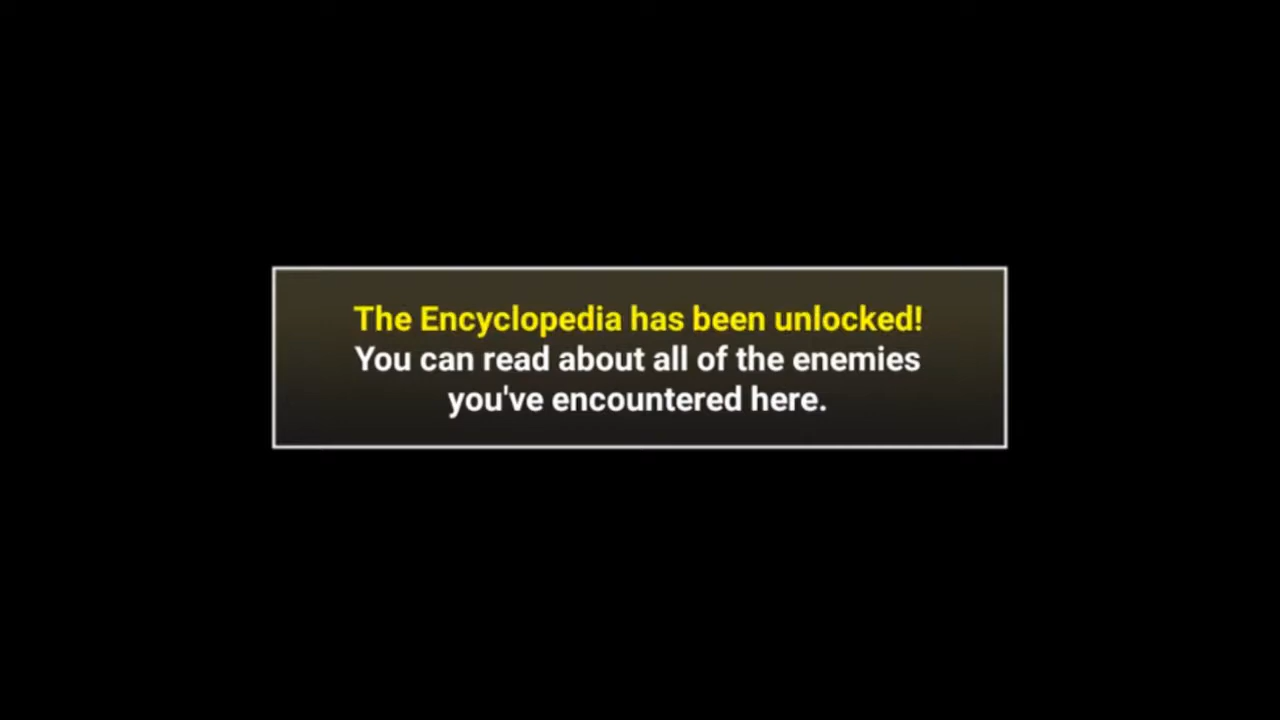 The Encyclopedia has been unlocked!
You can read about all of the enemies
you've encountered here.